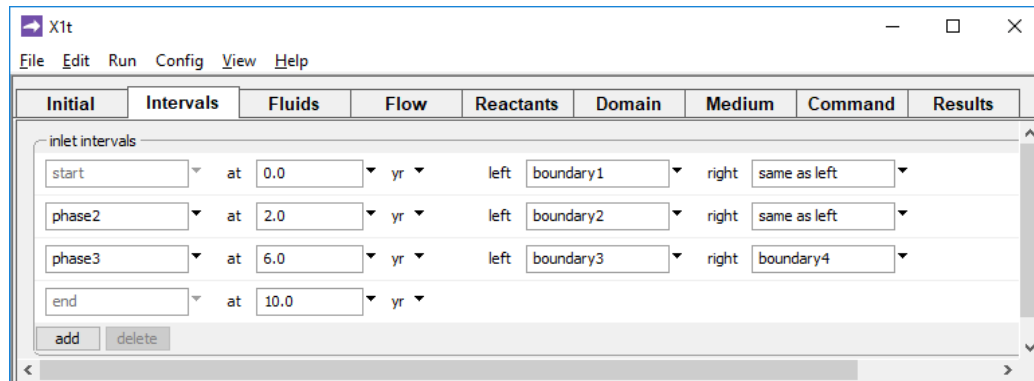 X1t
File Edit Run Config View Help
Initial Intervals Fluids Flow Reactants Domain Medium Command Results
inlet intervals
start at 0.0 yr left boundary1 right same as left
phase2 at 2.0 yr left boundary2 right same as left
phase3 at 6.0 yr left boundary3 right boundary4
end at 10.0 yr
add delete